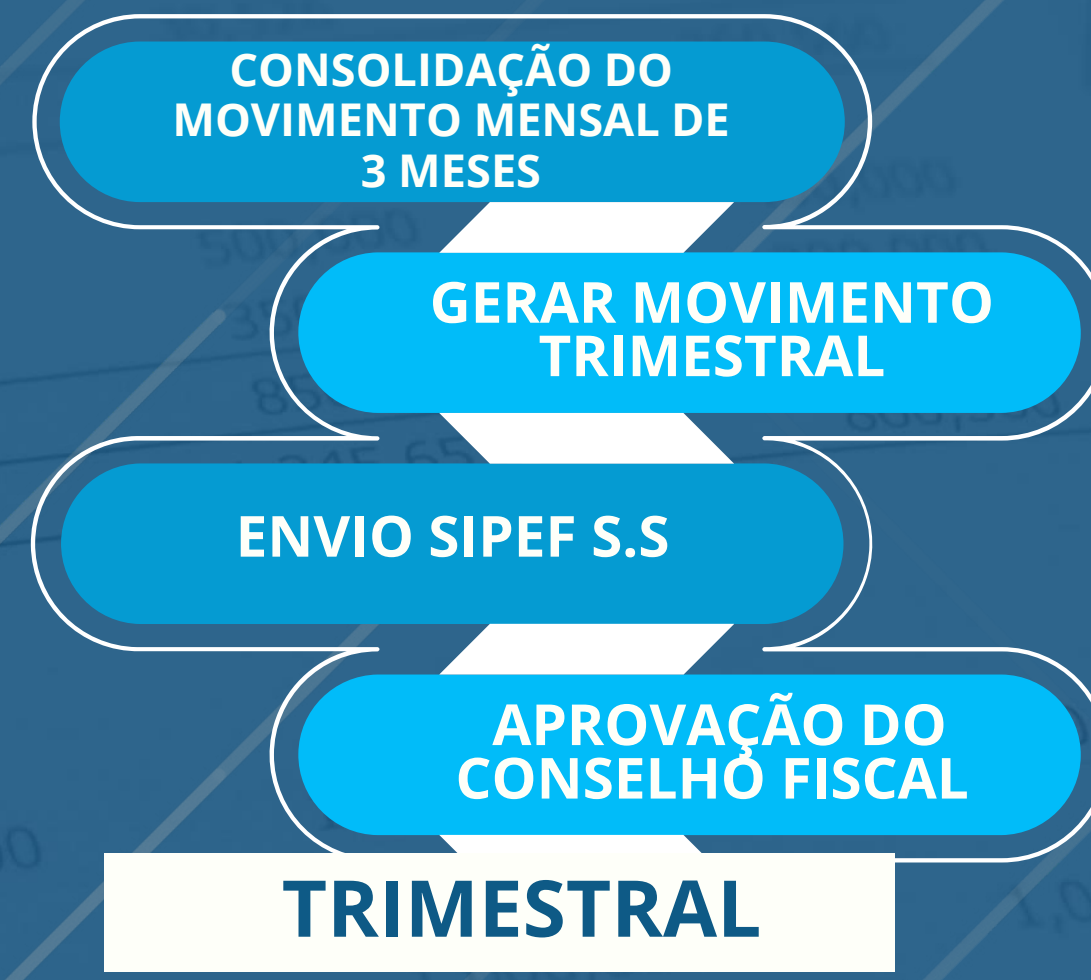 CONSOLIDAÇÃO DO
MOVIMENTO MENSAL DE
3 MESES
GERAR MOVIMENTO
TRIMESTRAL
ENVIO SIPEF S.S
APROVAÇÃO DO
CONSELHO FISCAL
TRIMESTRAL